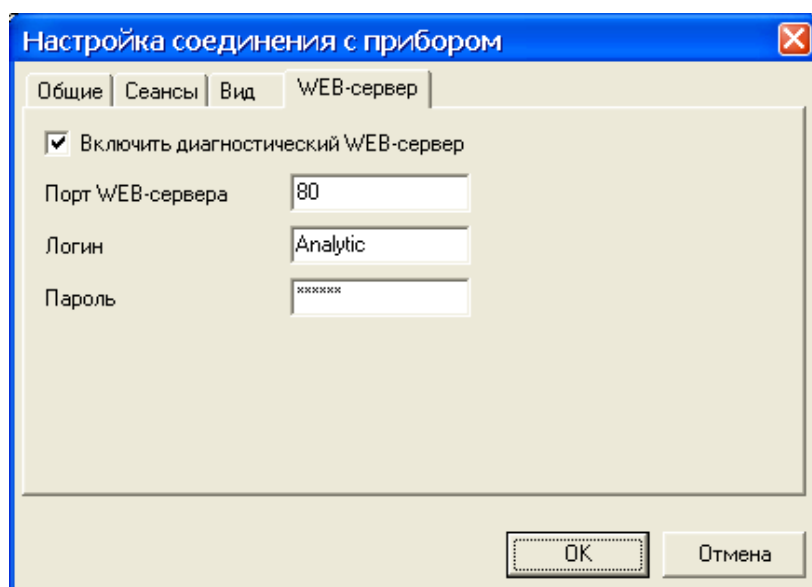 Настройка соединения с прибором
Общие Сеансы Вид WEB-сервер
Включить диагностический WEB-сервер
Порт WEB-сервера 80
Логин Analytic
Пароль ******
OK Отмена